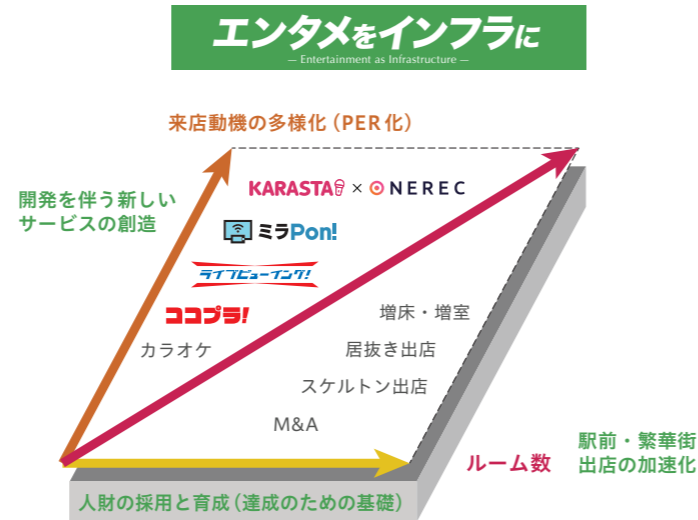 エンタメをインフラに
— Entertainment as Infrastructure —
来店動機の多様化（PER化）
開発を伴う新しい
サービスの創造
KARASTA × ONEREC
ミラPon!
ライブビューイング!
ココプラ!
カラオケ
増床・増室
居抜き出店
スケルトン出店
M&A
ルーム数
駅前・繁華街
出店の加速化
人財の採用と育成（達成のための基礎）